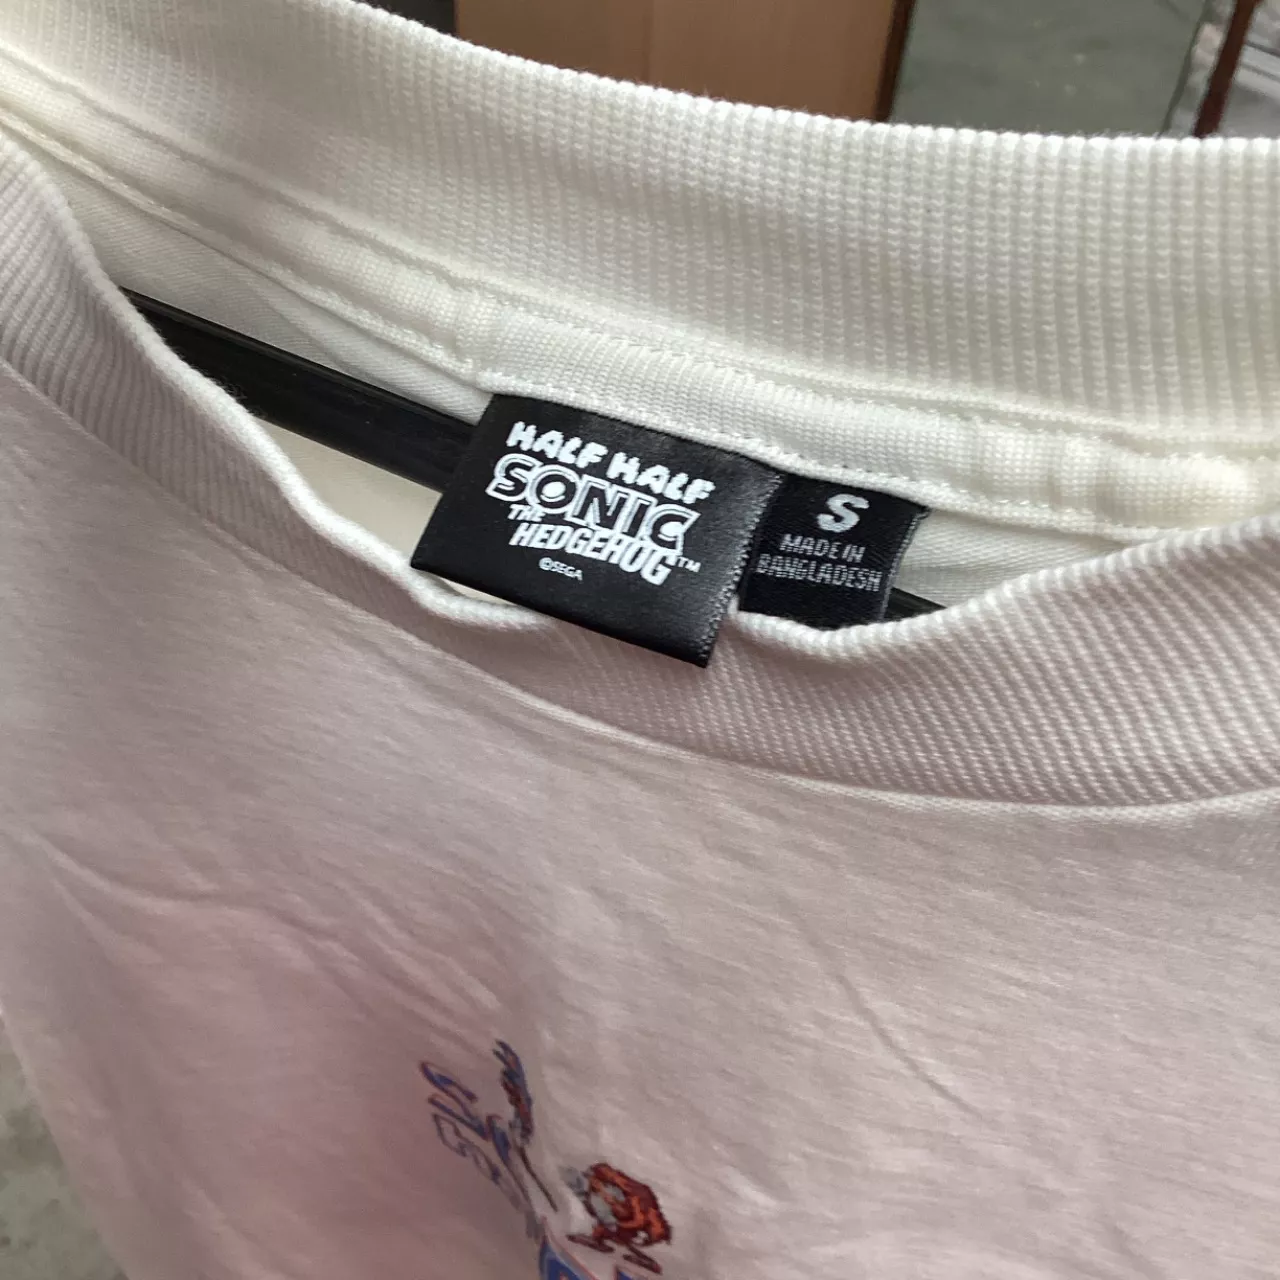 HALF HALF
SONIC
THE
HEDGEHOG™
©SEGA
S
MADE IN
BANGLADESH